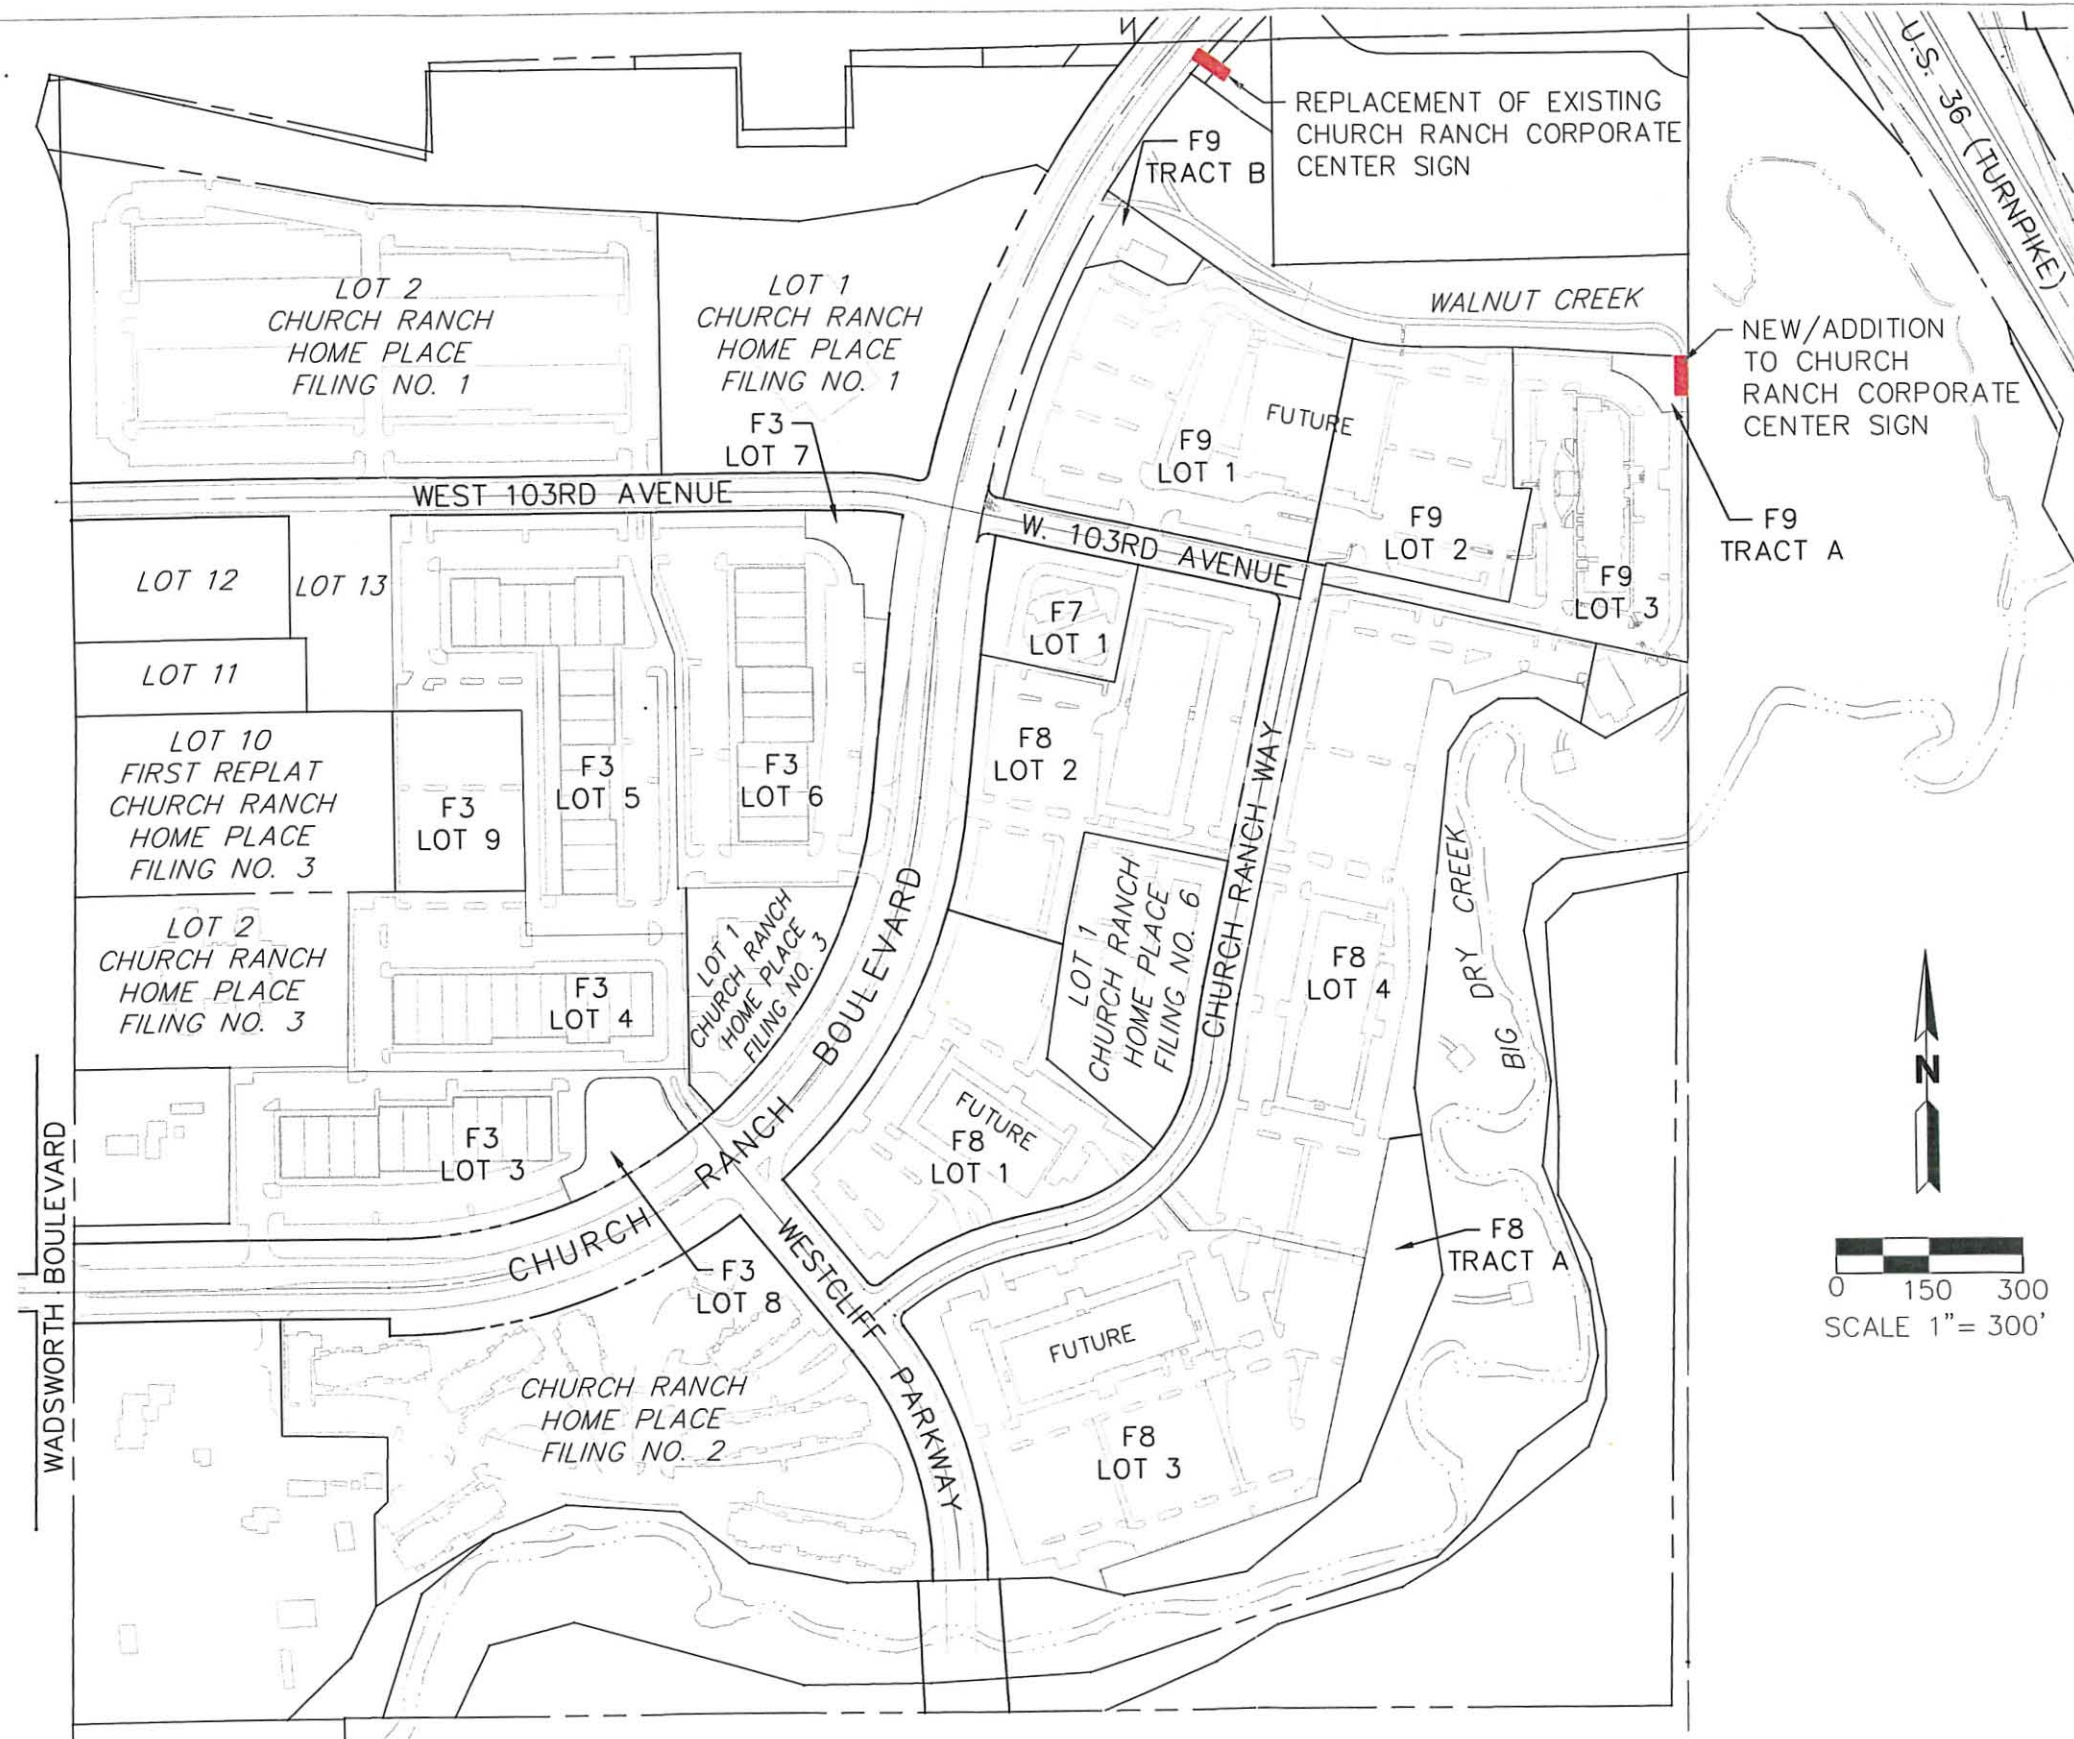 U.S. 36 (TURNPIKE)
REPLACEMENT OF EXISTING
CHURCH RANCH CORPORATE
CENTER SIGN
F9
TRACT B
LOT 2
CHURCH RANCH
HOME PLACE
FILING NO. 1
LOT 1
CHURCH RANCH
HOME PLACE
FILING NO. 1
WALNUT CREEK
NEW/ADDITION
TO CHURCH
RANCH CORPORATE
CENTER SIGN
F3
LOT 7
F9
LOT 1
FUTURE
F9
LOT 2
F9
LOT 3
F9
TRACT A
WEST 103RD AVENUE
W. 103RD AVENUE
LOT 12
LOT 13
LOT 11
F7
LOT 1
LOT 10
FIRST REPLAT
CHURCH RANCH
HOME PLACE
FILING NO. 3
F3
LOT 9
F3
LOT 5
F3
LOT 6
F8
LOT 2
CHURCH RANCH WAY
LOT 2
CHURCH RANCH
HOME PLACE
FILING NO. 3
F3
LOT 4
LOT 1
CHURCH RANCH
HOME PLACE
FILING NO. 3
LOT 1
CHURCH RANCH
HOME PLACE
FILING NO. 6
F8
LOT 4
BIG DRY CREEK
CHURCH RANCH BOULEVARD
F3
LOT 3
FUTURE
F8
LOT 1
WADSWORTH BOULEVARD
F3
LOT 8
WESTCLIFF PARKWAY
F8
TRACT A
N
0 150 300
SCALE 1"= 300'
CHURCH RANCH
HOME PLACE
FILING NO. 2
FUTURE
F8
LOT 3